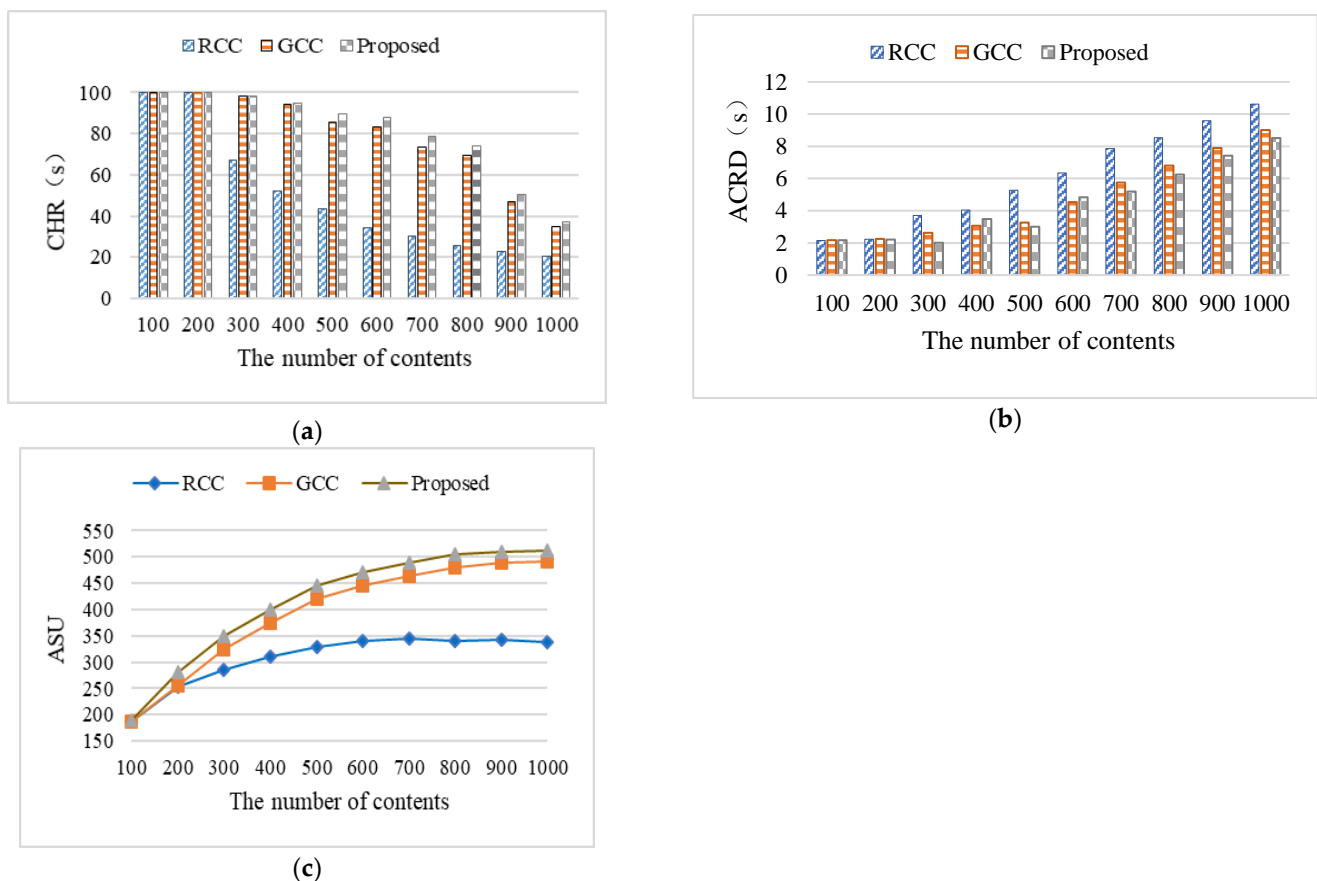 RCC GCC Proposed
CHR（s）
100
80
60
40
20
0
100 200 300 400 500 600 700 800 900 1000
The number of contents
(a)
RCC GCC Proposed
ACRD（s）
12
10
8
6
4
2
0
100 200 300 400 500 600 700 800 900 1000
The number of contents
(b)
RCC GCC Proposed
ASU
550
500
450
400
350
300
250
200
150
100 200 300 400 500 600 700 800 900 1000
The number of contents
(c)